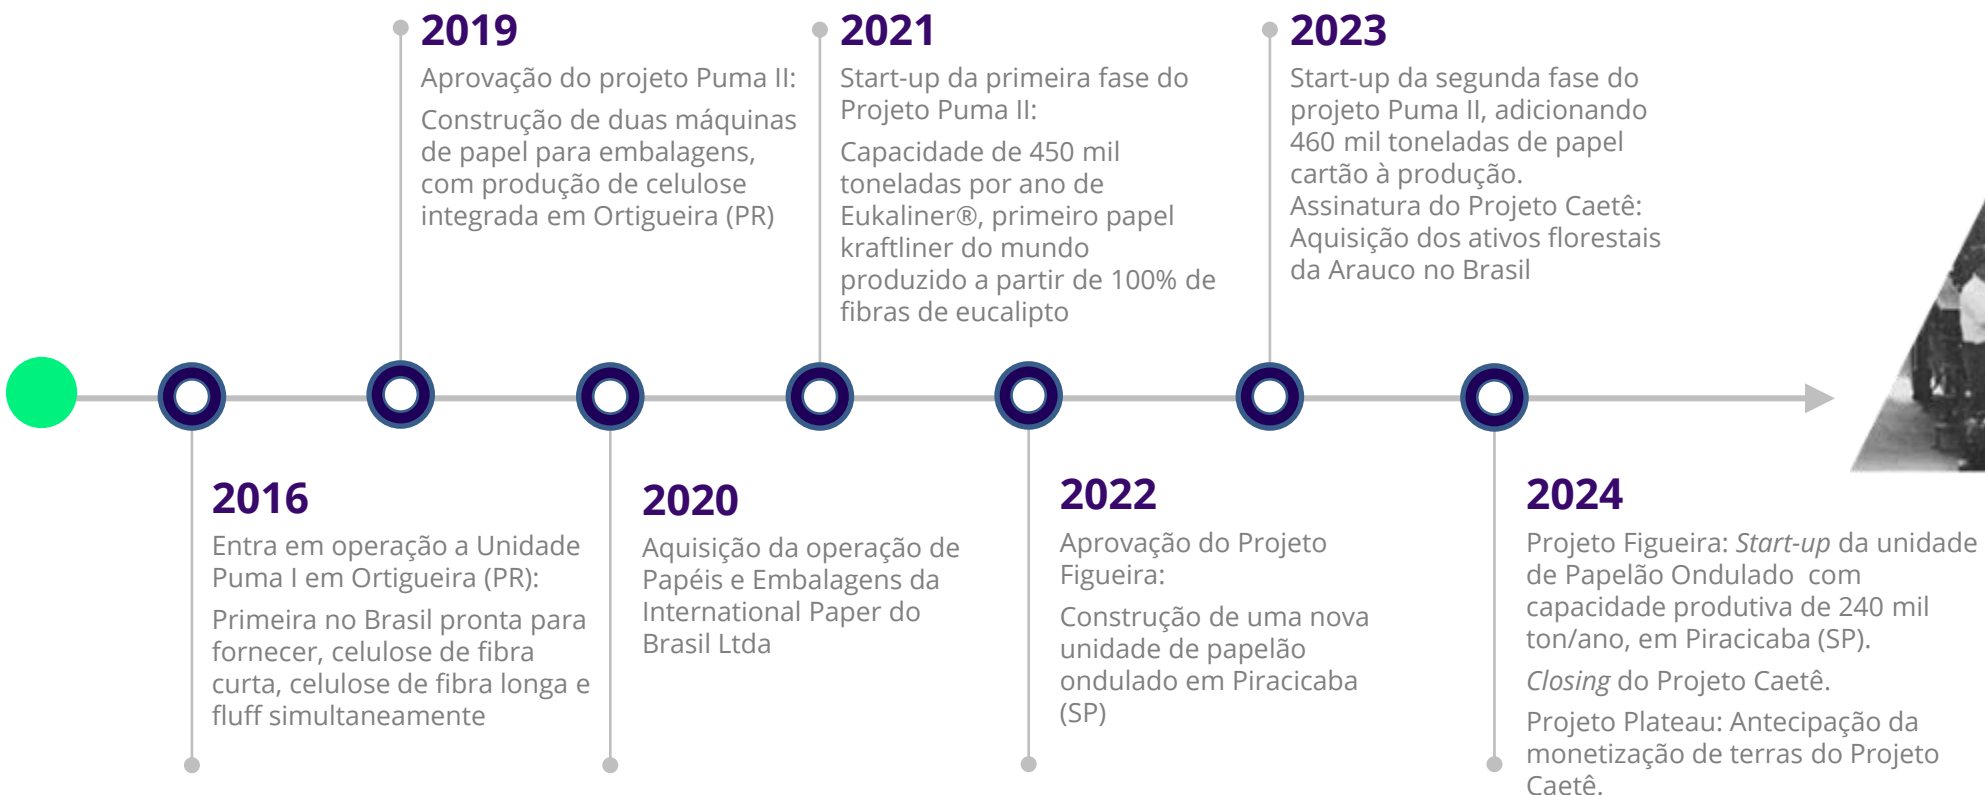 2019
Aprovação do projeto Puma II:
Construção de duas máquinas
de papel para embalagens,
com produção de celulose
integrada em Ortigueira (PR)
2021
Start-up da primeira fase do
Projeto Puma II:
Capacidade de 450 mil
toneladas por ano de
Eukaliner®, primeiro papel
kraftliner do mundo
produzido a partir de 100% de
fibras de eucalipto
2023
Start-up da segunda fase do
projeto Puma II, adicionando
460 mil toneladas de papel
cartão à produção.
Assinatura do Projeto Caetê:
Aquisição dos ativos florestais
da Arauco no Brasil
2016
Entra em operação a Unidade
Puma I em Ortigueira (PR):
Primeira no Brasil pronta para
fornecer, celulose de fibra
curta, celulose de fibra longa e
fluff simultaneamente
2020
Aquisição da operação de
Papéis e Embalagens da
International Paper do
Brasil Ltda
2022
Aprovação do Projeto
Figueira:
Construção de uma nova
unidade de papelão
ondulado em Piracicaba
(SP)
2024
Projeto Figueira: Start-up da unidade
de Papelão Ondulado com
capacidade produtiva de 240 mil
ton/ano, em Piracicaba (SP).
Closing do Projeto Caetê.
Projeto Plateau: Antecipação da
monetização de terras do Projeto
Caetê.